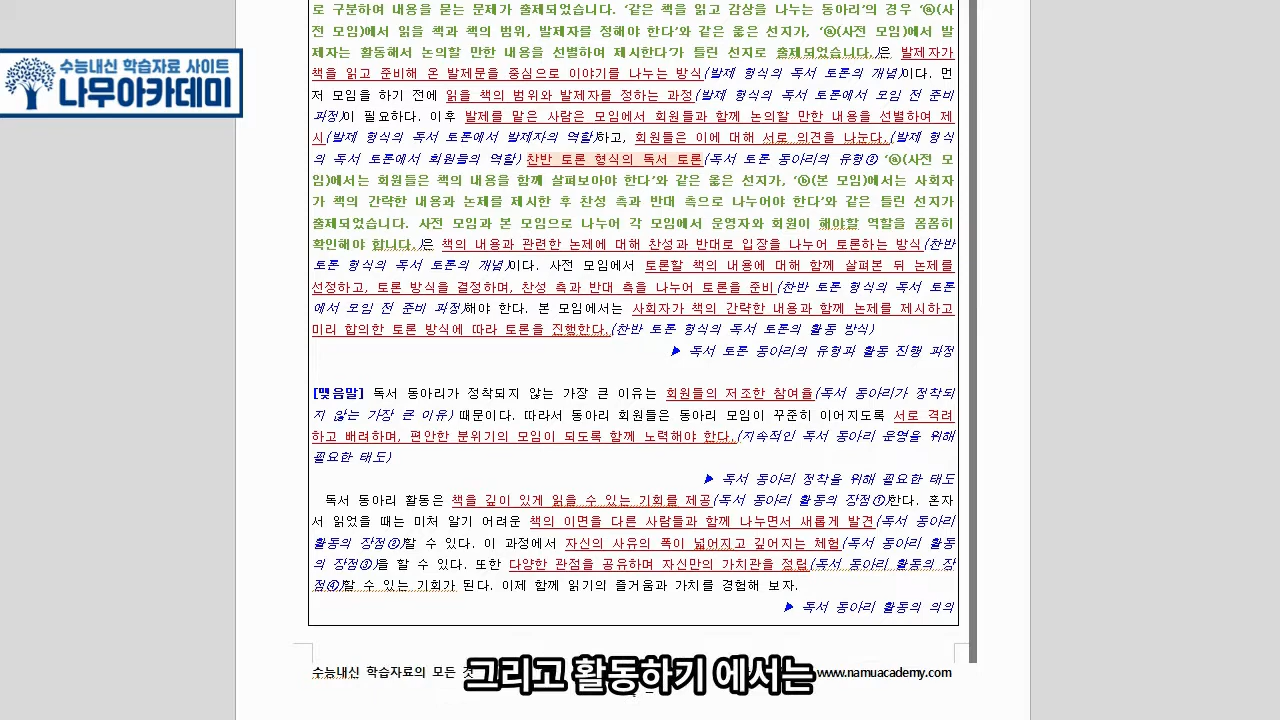 로 구분하여 내용을 묻는 문제가 출제되었습니다. ‘같은 책을 읽고 감상을 나누는 동아리’의 경우 ‘ⓐ(사
전 모임)에서 읽을 책과 책의 범위, 발제자를 정해야 한다’와 같은 옳은 선지가, ‘ⓐ(사전 모임)에서 발
제자는 활동해서 논의할 만한 내용을 선별하여 제시한다’가 틀린 선지로 출제되었습니다.)은 발제자가
수능내신 학습자료 사이트
나무아카데미
책을 읽고 준비해 온 발제문을 중심으로 이야기를 나누는 방식(발제 형식의 독서 토론의 개념)이다. 먼
저 모임을 하기 전에 읽을 책의 범위와 발제자를 정하는 과정(발제 형식의 독서 토론에서 모임 전 준비
과정)이 필요하다. 이후 발제를 맡은 사람은 모임에서 회원들과 함께 논의할 만한 내용을 선별하여 제
시(발제 형식의 독서 토론에서 발제자의 역할)하고, 회원들은 이에 대해 서로 의견을 나눈다.(발제 형식
의 독서 토론에서 회원들의 역할) 찬반 토론 형식의 독서 토론(독서 토론 동아리의 유형② ‘ⓐ(사전 모
임)에서는 회원들은 책의 내용을 함께 살펴보아야 한다’와 같은 옳은 선지가, ‘ⓑ(본 모임)에서는 사회자
가 책의 간략한 내용과 논제를 제시한 후 찬성 측과 반대 측으로 나누어야 한다’와 같은 틀린 선지가
출제되었습니다. 사전 모임과 본 모임으로 나누어 각 모임에서 운영자와 회원이 해야할 역할을 꼼꼼히
확인해야 합니다.)은 책의 내용과 관련한 논제에 대해 찬성과 반대로 입장을 나누어 토론하는 방식(찬반
토론 형식의 독서 토론의 개념)이다. 사전 모임에서 토론할 책의 내용에 대해 함께 살펴본 뒤 논제를
선정하고, 토론 방식을 결정하며, 찬성 측과 반대 측을 나누어 토론을 준비(찬반 토론 형식의 독서 토론
에서 모임 전 준비 과정)해야 한다. 본 모임에서는 사회자가 책의 간략한 내용과 함께 논제를 제시하고
미리 합의한 토론 방식에 따라 토론을 진행한다.(찬반 토론 형식의 독서 토론의 활동 방식)
▶ 독서 토론 동아리의 유형과 활동 진행 과정
[맺음말] 독서 동아리가 정착되지 않는 가장 큰 이유는 회원들의 저조한 참여율(독서 동아리가 정착되
지 않는 가장 큰 이유) 때문이다. 따라서 동아리 회원들은 동아리 모임이 꾸준히 이어지도록 서로 격려
하고 배려하며, 편안한 분위기의 모임이 되도록 함께 노력해야 한다.(지속적인 독서 동아리 운영을 위해
필요한 태도)
▶ 독서 동아리 정착을 위해 필요한 태도
독서 동아리 활동은 책을 깊이 있게 읽을 수 있는 기회를 제공(독서 동아리 활동의 장점①)한다. 혼자
서 읽었을 때는 미처 알기 어려운 책의 이면을 다른 사람들과 함께 나누면서 새롭게 발견(독서 동아리
활동의 장점②)할 수 있다. 이 과정에서 자신의 사유의 폭이 넓어지고 깊어지는 체험(독서 동아리 활동
의 장점③)을 할 수 있다. 또한 다양한 관점을 공유하며 자신만의 가치관을 정립(독서 동아리 활동의 장
점④)할 수 있는 기회가 된다. 이제 함께 읽기의 즐거움과 가치를 경험해 보자.
▶ 독서 동아리 활동의 의의
수능내신 학습자료의 모든 것
www.namuacademy.com
그리고 활동하기 에서는